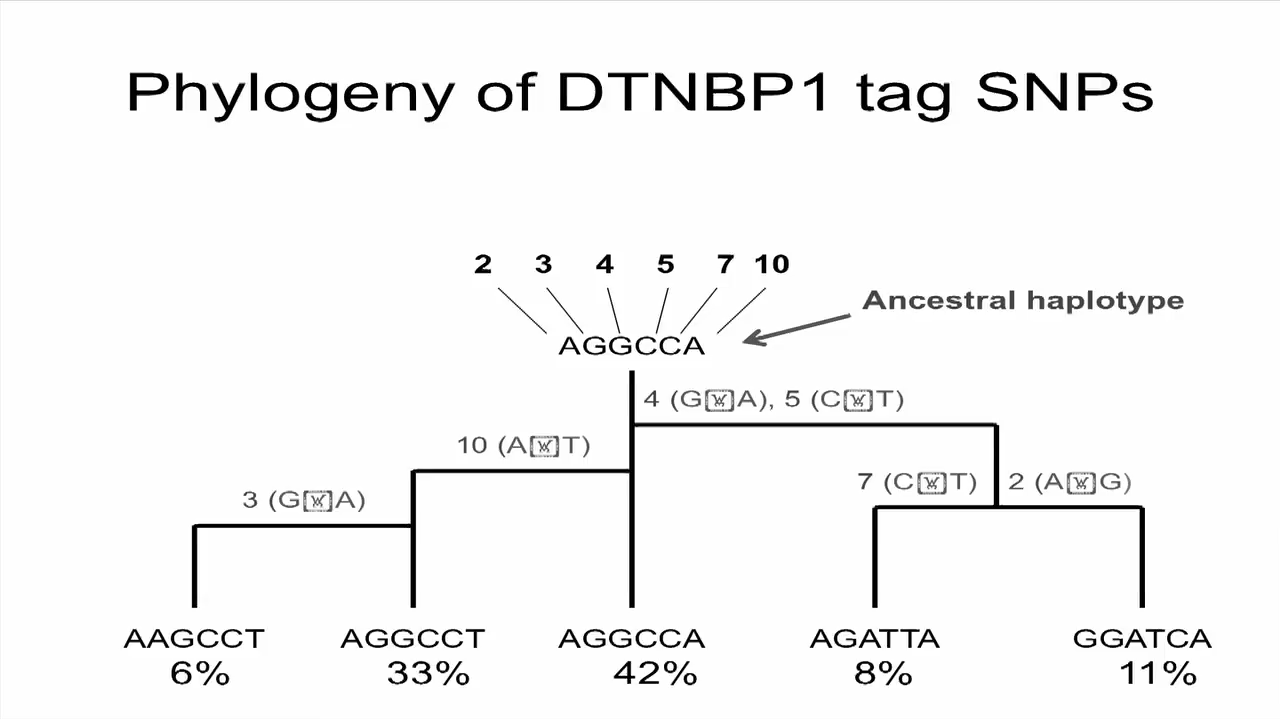 Phylogeny of DTNBP1 tag SNPs
2 3 4 5 7 10
Ancestral haplotype
AGGCCA
4 (G A), 5 (C T)
10 (A T)
7 (C T) 2 (A G)
3 (G A)
AAGCCT AGGCCT AGGCCA AGATTA GGATCA
6% 33% 42% 8% 11%